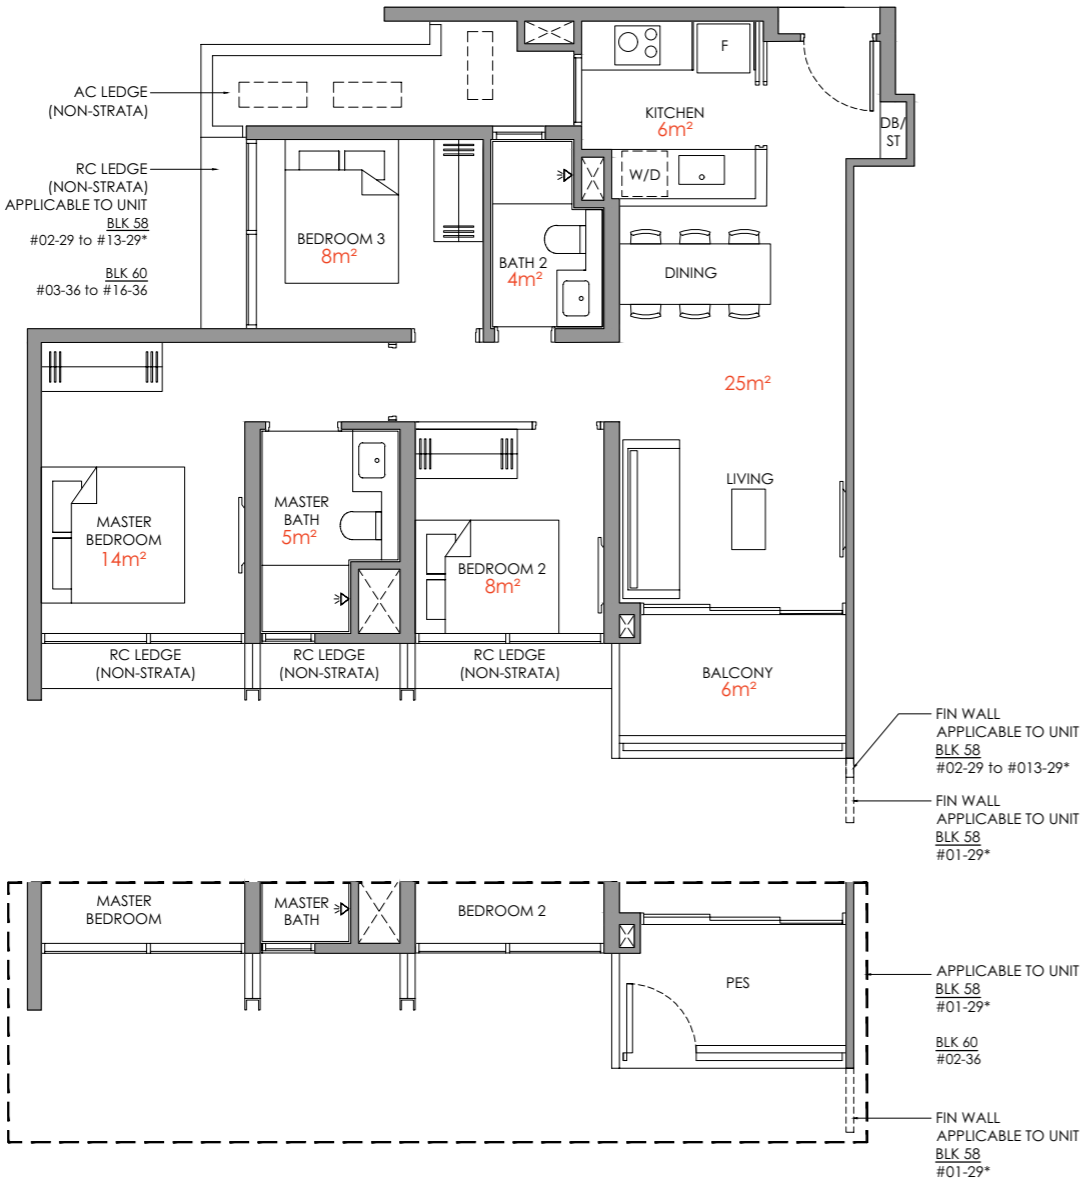 AC LEDGE
(NON-STRATA)
RC LEDGE
(NON-STRATA)
APPLICABLE TO UNIT
BLK 58
#02-29 to #13-29*
BLK 60
#03-36 to #16-36
F
KITCHEN
6m²
DB/
ST
W/D
BEDROOM 3
8m²
BATH 2
4m²
DINING
25m²
LIVING
MASTER
BEDROOM
14m²
MASTER
BATH
5m²
BEDROOM 2
8m²
RC LEDGE
(NON-STRATA)
RC LEDGE
(NON-STRATA)
RC LEDGE
(NON-STRATA)
BALCONY
6m²
FIN WALL
APPLICABLE TO UNIT
BLK 58
#02-29 to #013-29*
FIN WALL
APPLICABLE TO UNIT
BLK 58
#01-29*
MASTER
BEDROOM
MASTER
BATH
BEDROOM 2
PES
APPLICABLE TO UNIT
BLK 58
#01-29*
BLK 60
#02-36
FIN WALL
APPLICABLE TO UNIT
BLK 58
#01-29*